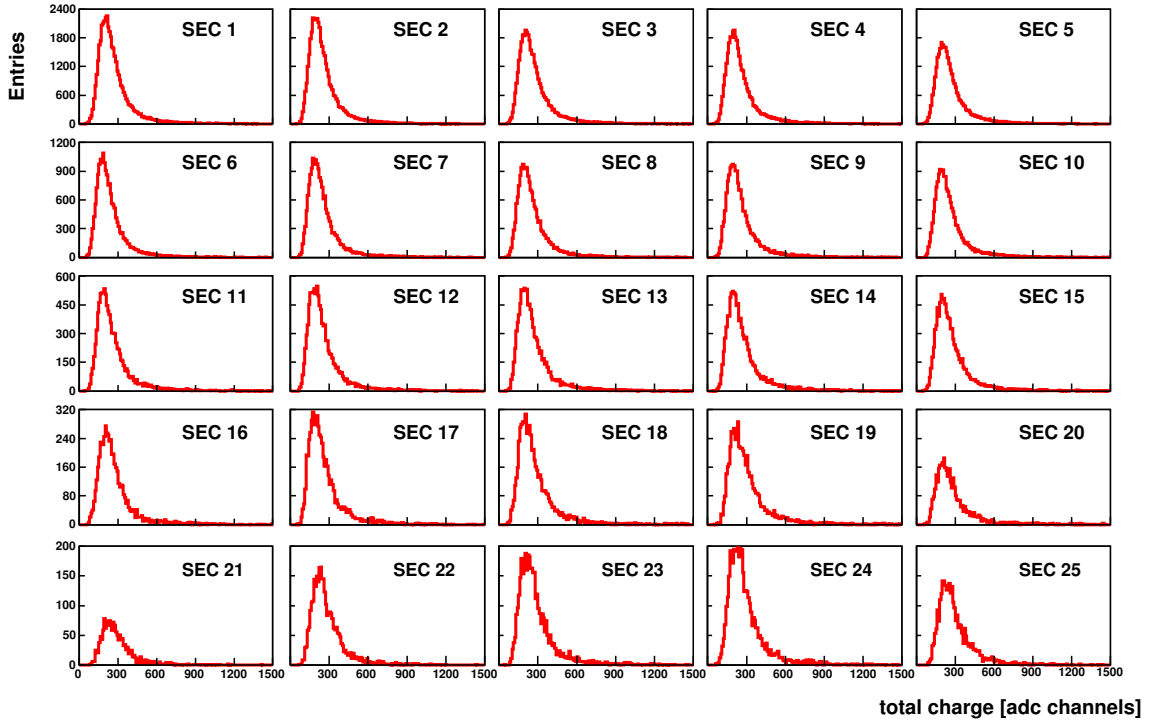 Entries
2400
1800
1200
600
0
SEC 1
SEC 2
SEC 3
SEC 4
SEC 5
1200
900
600
300
0
SEC 6
SEC 7
SEC 8
SEC 9
SEC 10
600
450
300
150
0
SEC 11
SEC 12
SEC 13
SEC 14
SEC 15
320
240
160
80
0
SEC 16
SEC 17
SEC 18
SEC 19
SEC 20
200
150
100
50
0
SEC 21
SEC 22
SEC 23
SEC 24
SEC 25
0 300 600 900 1200 1500 300 600 900 1200 1500 300 600 900 1200 1500 300 600 900 1200 1500 300 600 900 1200 1500
total charge [adc channels]